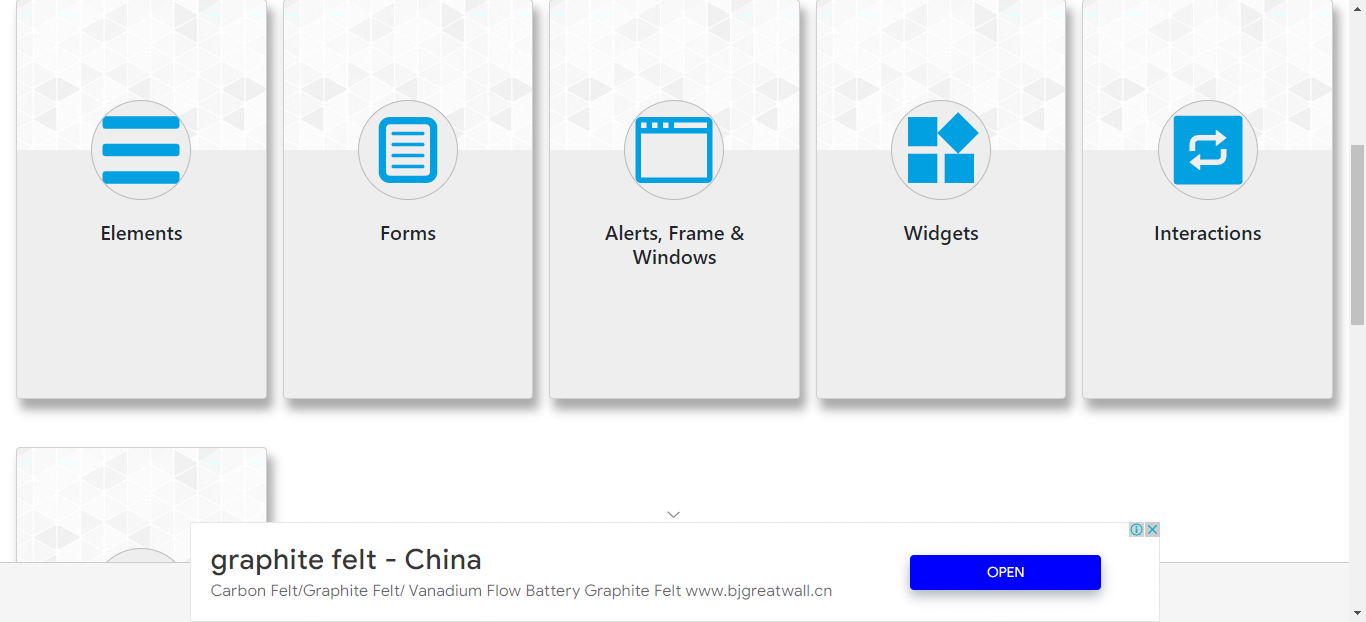 Elements
Forms
Alerts, Frame &
Windows
Widgets
Interactions
graphite felt - China
Carbon Felt/Graphite Felt/ Vanadium Flow Battery Graphite Felt www.bjgreatwall.cn
OPEN